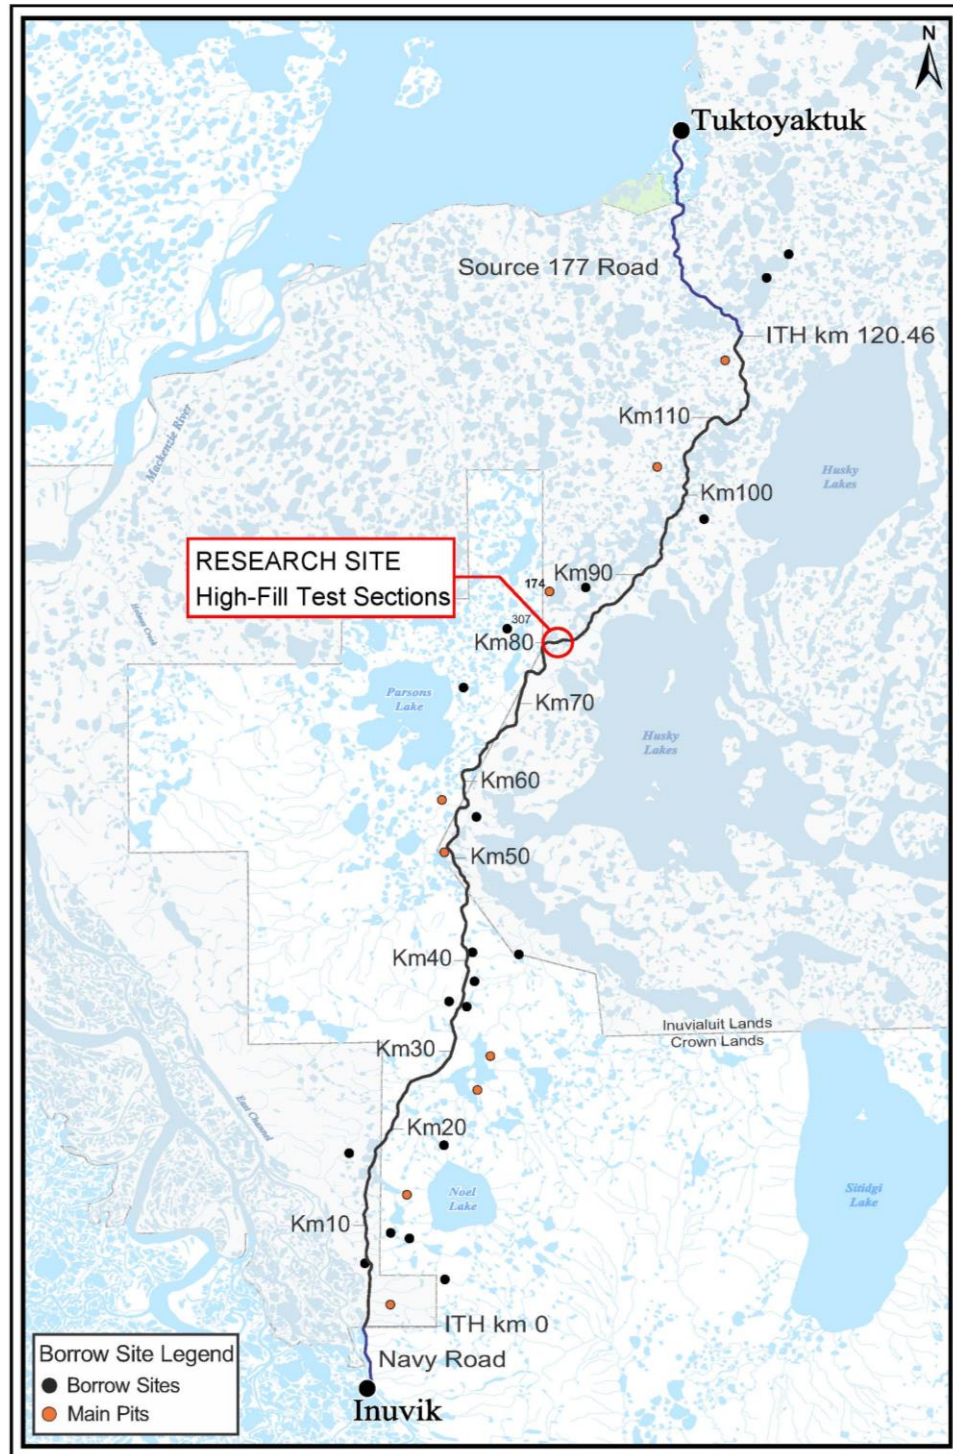 N
Tuktoyaktuk
Source 177 Road
ITH km 120.46
Km110
Mackenzie River
Husky
Lakes
Km100
RESEARCH SITE
High-Fill Test Sections
Km90
174
307
Km80
Parsons
Lake
Km70
Husky
Lakes
Km60
Km50
Km40
Inuvialuit Lands
Crown Lands
Km30
East Channel
Km20
Noel
Lake
Sitidgi
Lake
Km10
ITH km 0
Navy Road
Inuvik
Borrow Site Legend
Borrow Sites
Main Pits